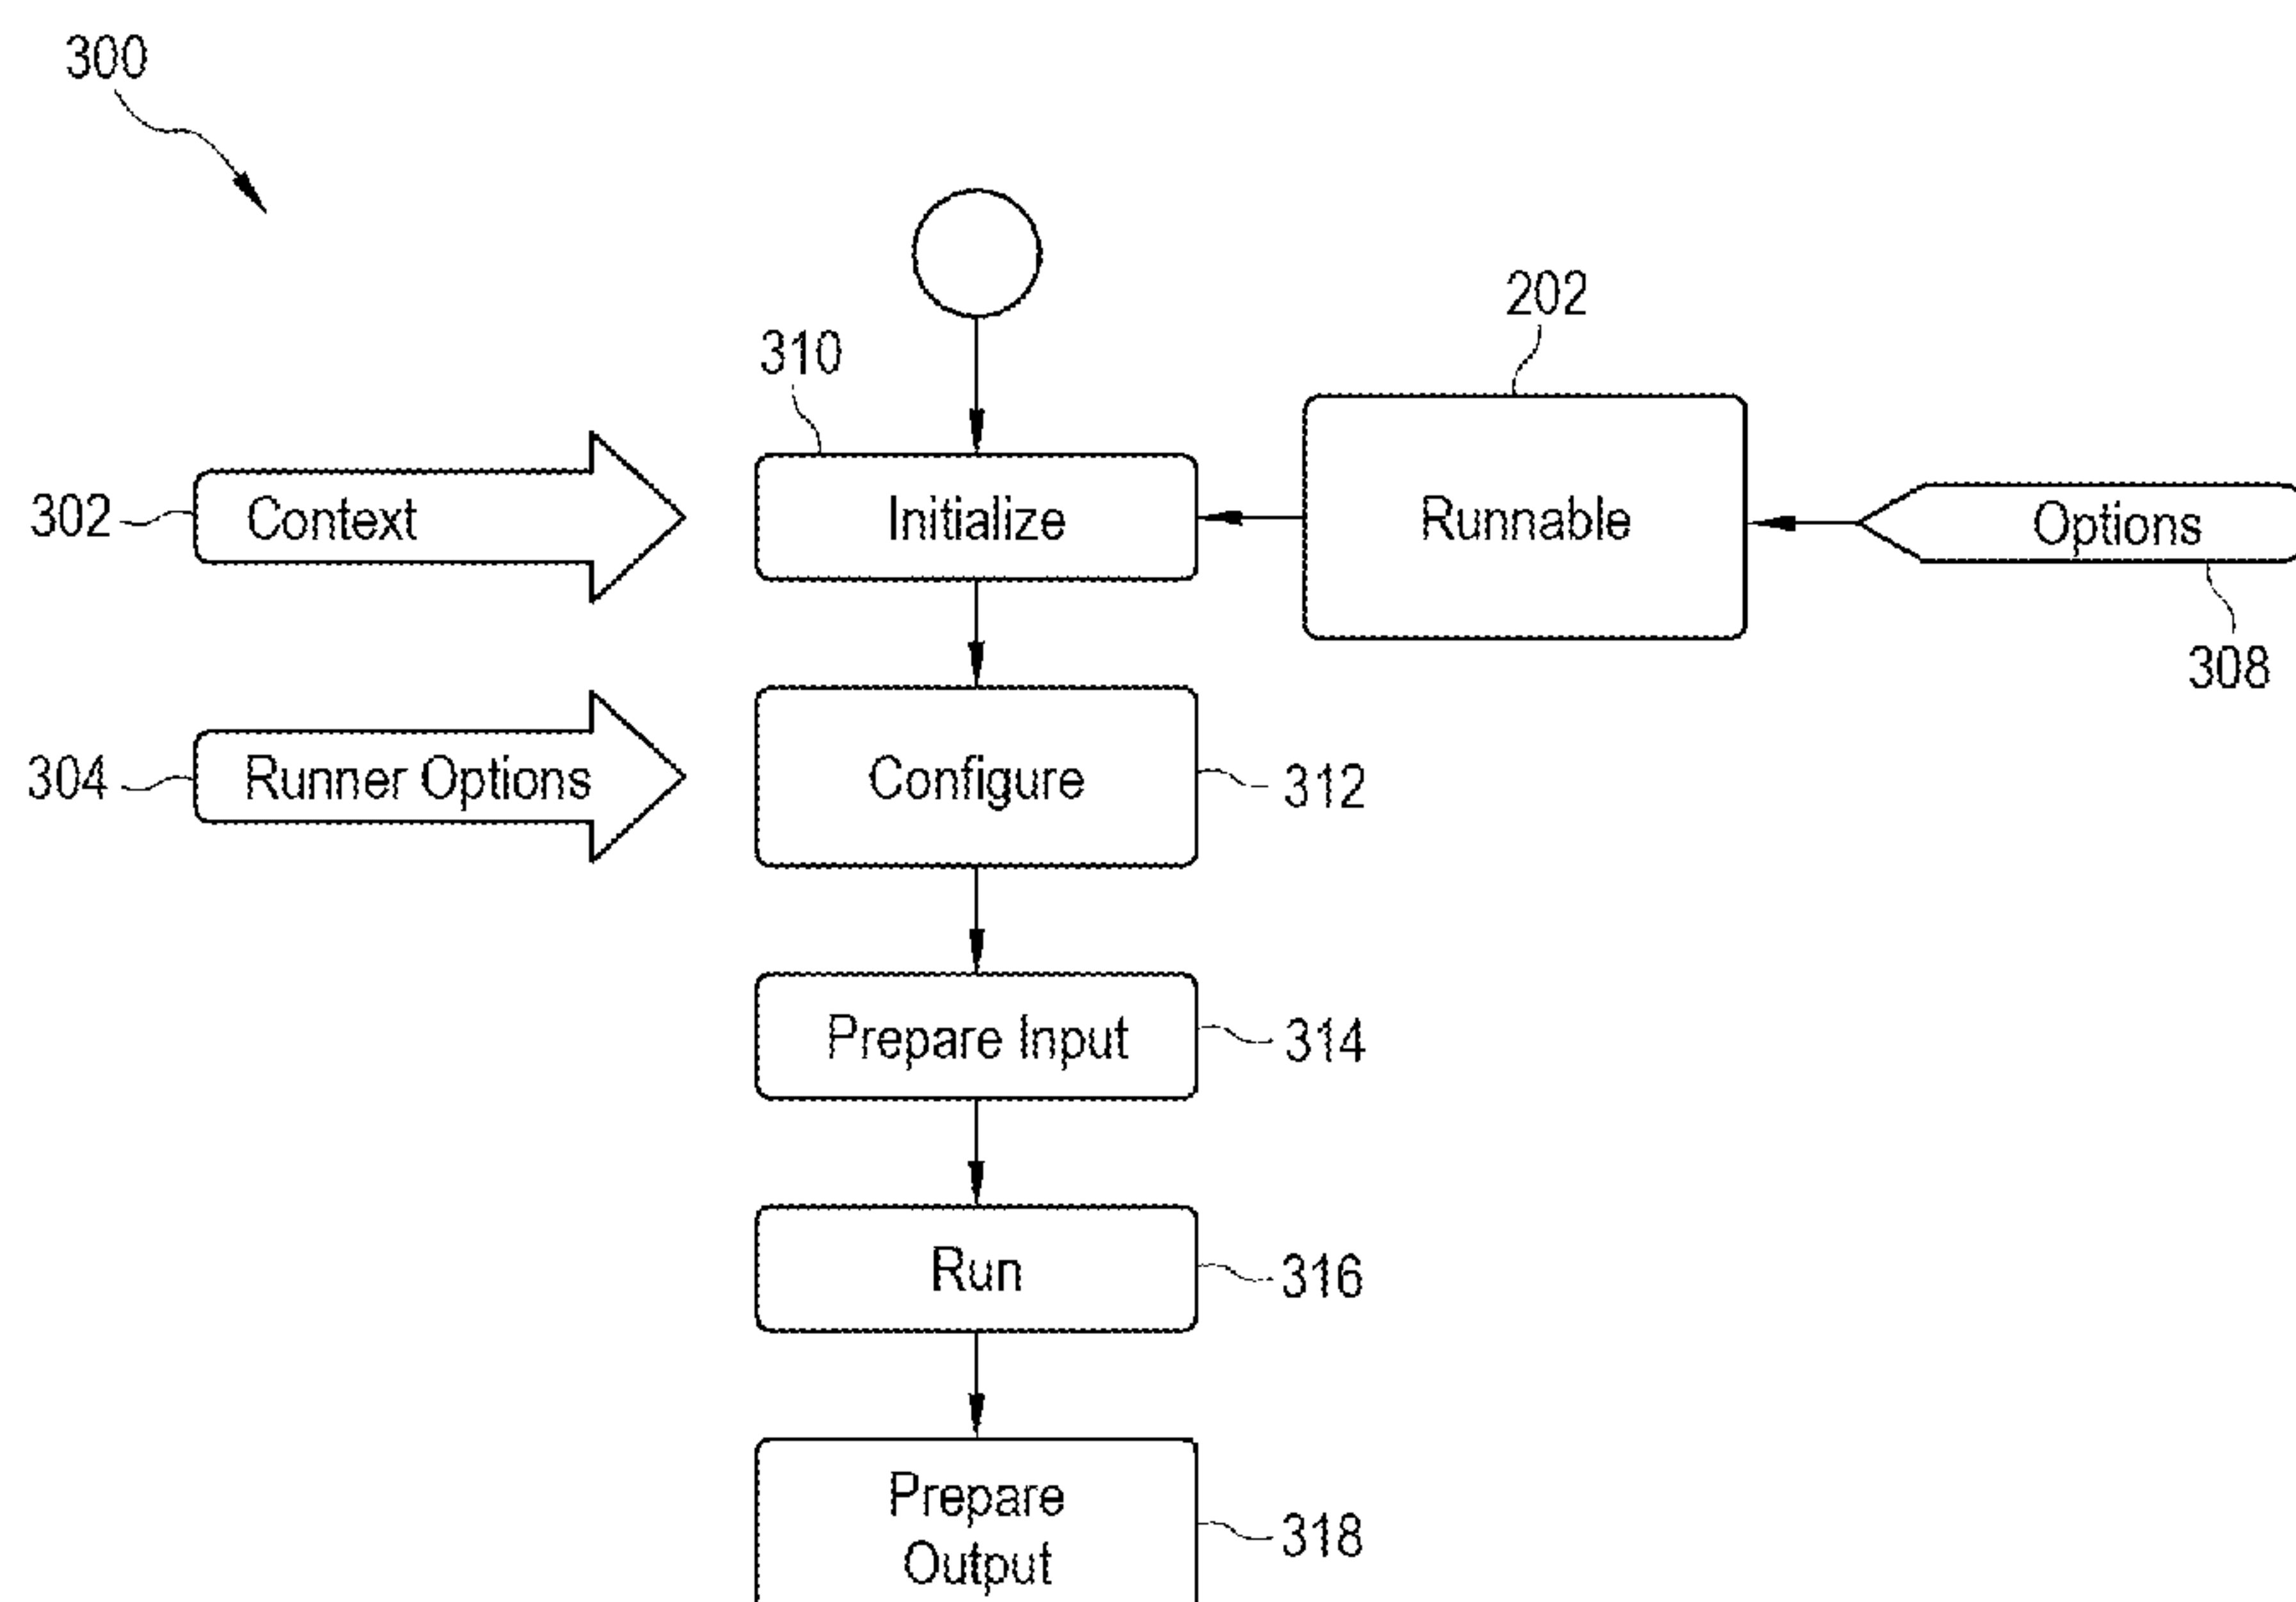 300
202
310
302
Context
Initialize
Runnable
Options
308
304
Runner Options
Configure
312
Prepare Input
314
Run
316
Prepare
Output
318